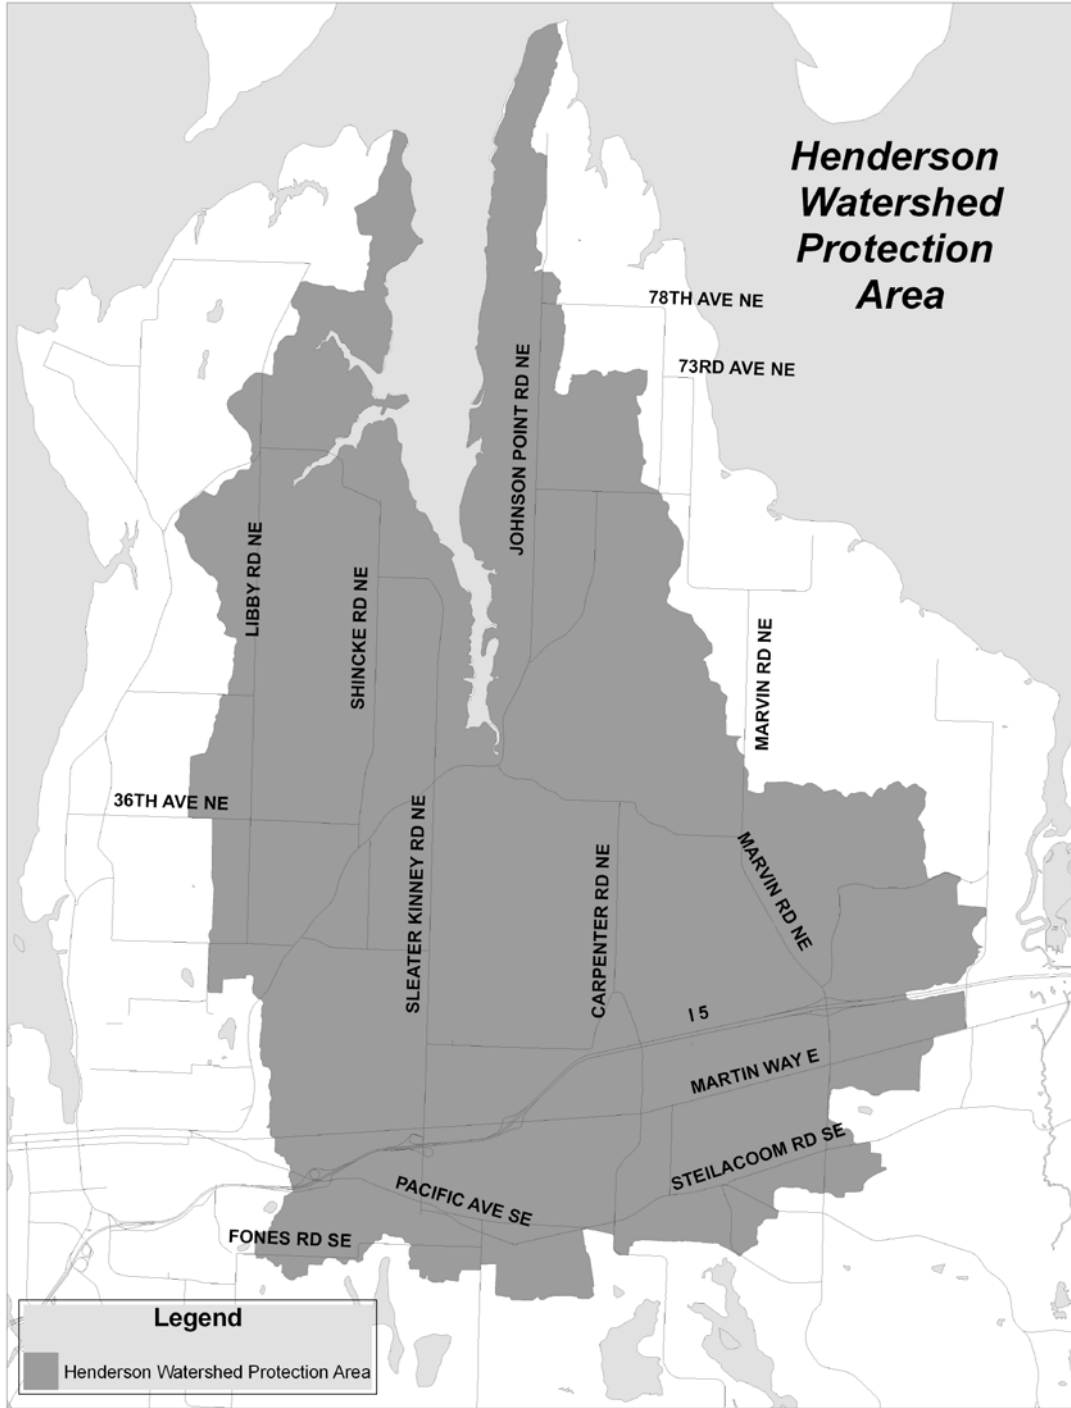 Henderson
Watershed
Protection
Area
78TH AVE NE
73RD AVE NE
JOHNSON POINT RD NE
LIBBY RD NE
SHINCKE RD NE
MARVIN RD NE
36TH AVE NE
SLEATER KINNEY RD NE
CARPENTER RD NE
MARVIN RD NE
I 5
MARTIN WAY E
STEILACOOM RD SE
PACIFIC AVE SE
FONES RD SE
Legend
Henderson Watershed Protection Area